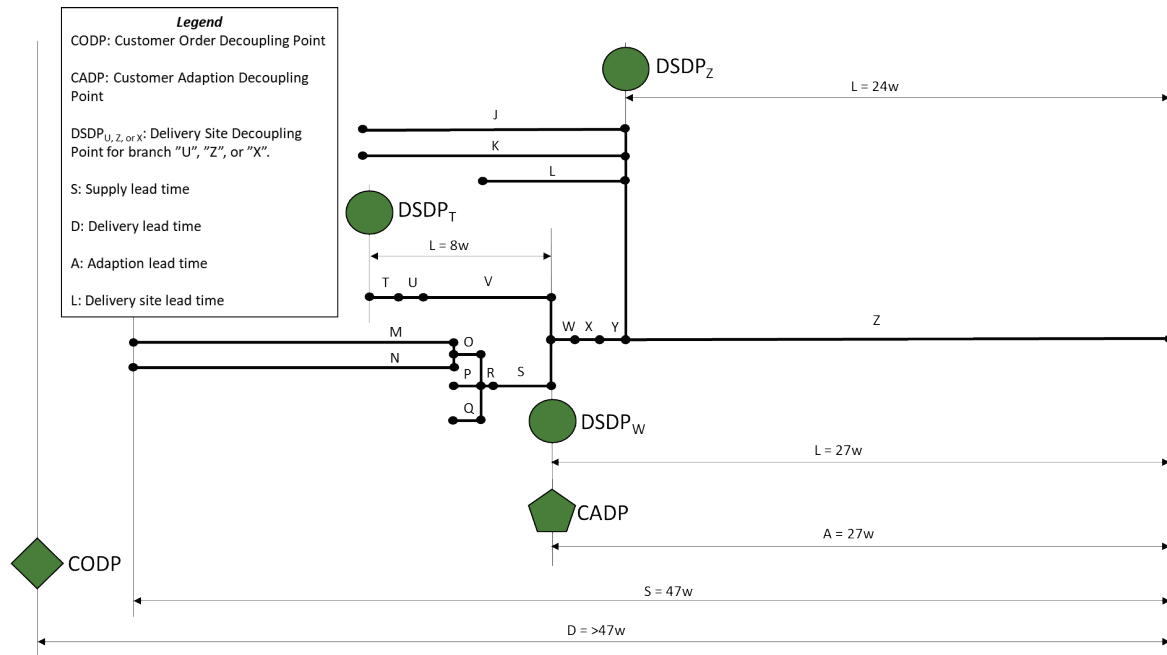 Legend
CODP: Customer Order Decoupling Point
CADP: Customer Adaption Decoupling
Point
DSDPU, Z, or X: Delivery Site Decoupling
Point for branch ”U”, ”Z”, or ”X”.
S: Supply lead time
D: Delivery lead time
A: Adaption lead time
L: Delivery site lead time
DSDPZ
L = 24w
J
K
L
DSDPT
L = 8w
T U V
W X Y Z
M
O
N
P R S
Q
DSDPW
L = 27w
CADP
A = 27w
CODP
S = 47w
D = >47w